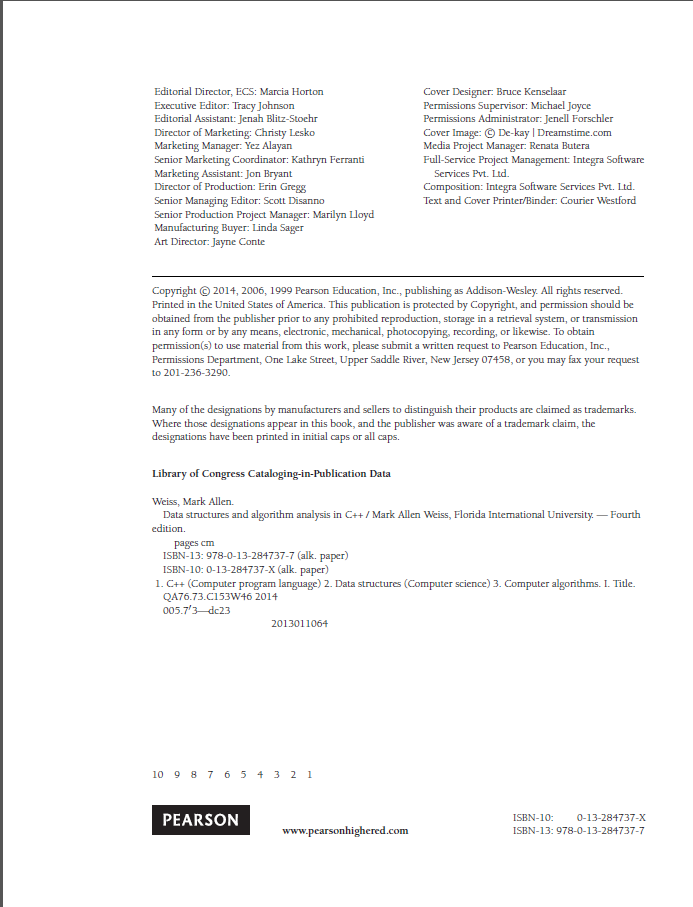 Editorial Director, ECS: Marcia Horton
Executive Editor: Tracy Johnson
Editorial Assistant: Jenah Blitz-Stoehr
Director of Marketing: Christy Lesko
Marketing Manager: Yez Alayan
Senior Marketing Coordinator: Kathryn Ferranti
Marketing Assistant: Jon Bryant
Director of Production: Erin Gregg
Senior Managing Editor: Scott Disanno
Senior Production Project Manager: Marilyn Lloyd
Manufacturing Buyer: Linda Sager
Art Director: Jayne Conte
Cover Designer: Bruce Kenselaar
Permissions Supervisor: Michael Joyce
Permissions Administrator: Jenell Forschler
Cover Image: © De-kay | Dreamstime.com
Media Project Manager: Renata Butera
Full-Service Project Management: Integra Software
Services Pvt. Ltd.
Composition: Integra Software Services Pvt. Ltd.
Text and Cover Printer/Binder: Courier Westford
Copyright © 2014, 2006, 1999 Pearson Education, Inc., publishing as Addison-Wesley. All rights reserved.
Printed in the United States of America. This publication is protected by Copyright, and permission should be
obtained from the publisher prior to any prohibited reproduction, storage in a retrieval system, or transmission
in any form or by any means, electronic, mechanical, photocopying, recording, or likewise. To obtain
permission(s) to use material from this work, please submit a written request to Pearson Education, Inc.,
Permissions Department, One Lake Street, Upper Saddle River, New Jersey 07458, or you may fax your request
to 201-236-3290.
Many of the designations by manufacturers and sellers to distinguish their products are claimed as trademarks.
Where those designations appear in this book, and the publisher was aware of a trademark claim, the
designations have been printed in initial caps or all caps.
Library of Congress Cataloging-in-Publication Data
Weiss, Mark Allen.
Data structures and algorithm analysis in C++ / Mark Allen Weiss, Florida International University. — Fourth
edition.
pages cm
ISBN-13: 978-0-13-284737-7 (alk. paper)
ISBN-10: 0-13-284737-X (alk. paper)
1. C++ (Computer program language) 2. Data structures (Computer science) 3. Computer algorithms. I. Title.
QA76.73.C153W46 2014
005.7′3—dc23
2013011064
10 9 8 7 6 5 4 3 2 1
PEARSON
www.pearsonhighered.com
ISBN-10: 0-13-284737-X
ISBN-13: 978-0-13-284737-7